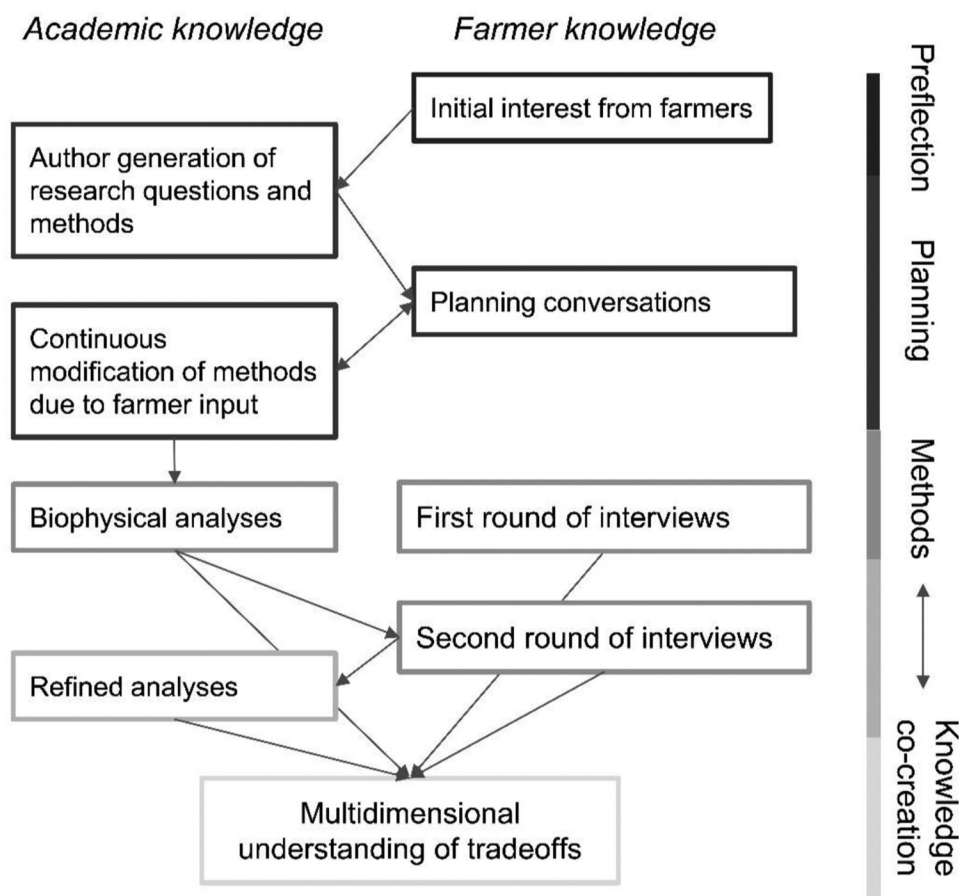 Academic knowledge
Farmer knowledge
Initial interest from farmers
Author generation of
research questions and
methods
Planning conversations
Continuous
modification of methods
due to farmer input
Biophysical analyses
First round of interviews
Second round of interviews
Refined analyses
Multidimensional
understanding of tradeoffs
Preflection
Planning
Methods
Knowledge
co-creation